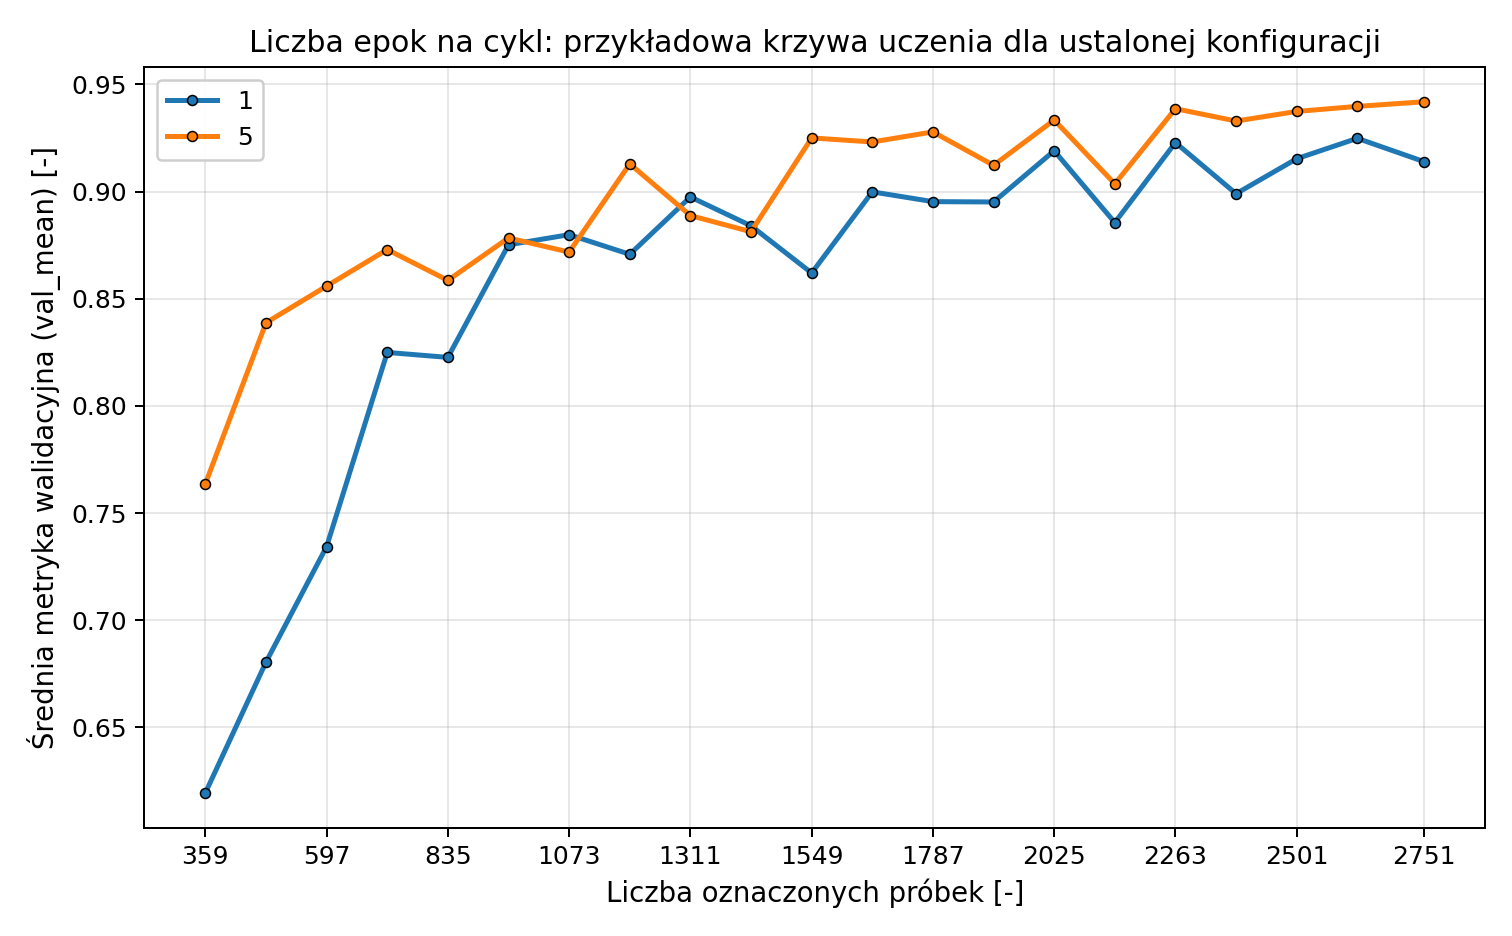 Liczba epok na cykl: przykładowa krzywa uczenia dla ustalonej konfiguracji
1
5
Średnia metryka walidacyjna (val_mean) [-]
0.95
0.90
0.85
0.80
0.75
0.70
0.65
359 597 835 1073 1311 1549 1787 2025 2263 2501 2751
Liczba oznaczonych próbek [-]